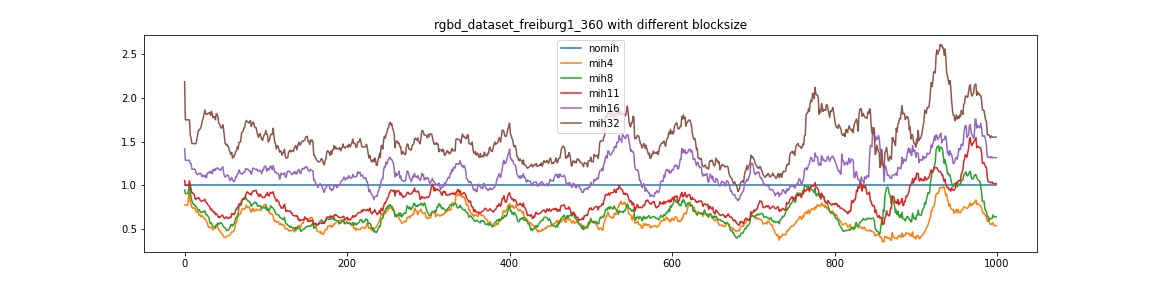 rgbd_dataset_freiburg1_360 with different blocksize
nomih
mih4
mih8
mih11
mih16
mih32
2.5
2.0
1.5
1.0
0.5
0 200 400 600 800 1000